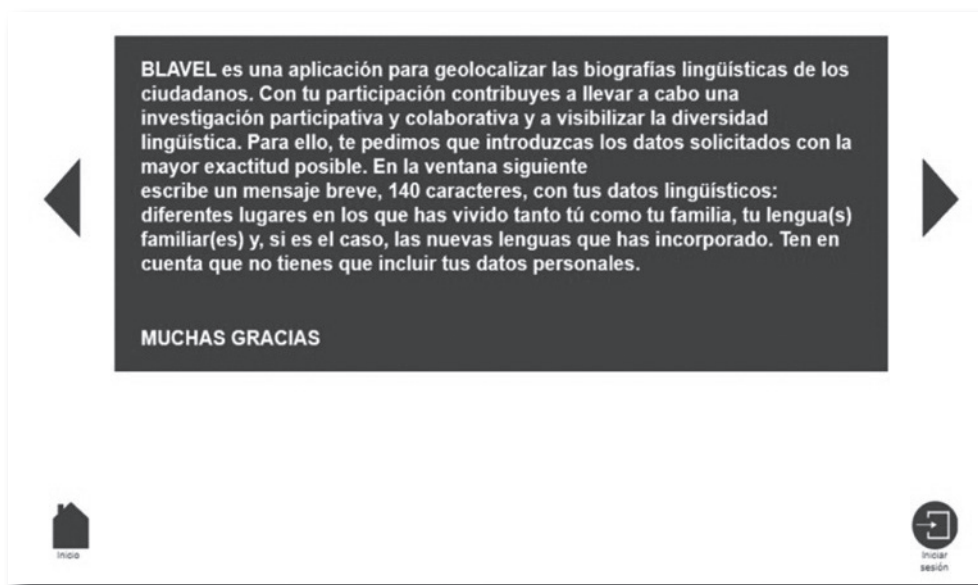 BLAVEL es una aplicación para geolocalizar las biografías lingüísticas de los
ciudadanos. Con tu participación contribuyes a llevar a cabo una
investigación participativa y colaborativa y a visibilizar la diversidad
lingüística. Para ello, te pedimos que introduzcas los datos solicitados con la
mayor exactitud posible. En la ventana siguiente
escribe un mensaje breve, 140 caracteres, con tus datos lingüísticos:
diferentes lugares en los que has vivido tanto tú como tu familia, tu lengua(s)
familiar(es) y, si es el caso, las nuevas lenguas que has incorporado. Ten en
cuenta que no tienes que incluir tus datos personales.
MUCHAS GRACIAS
Inicio
Iniciar
sesión